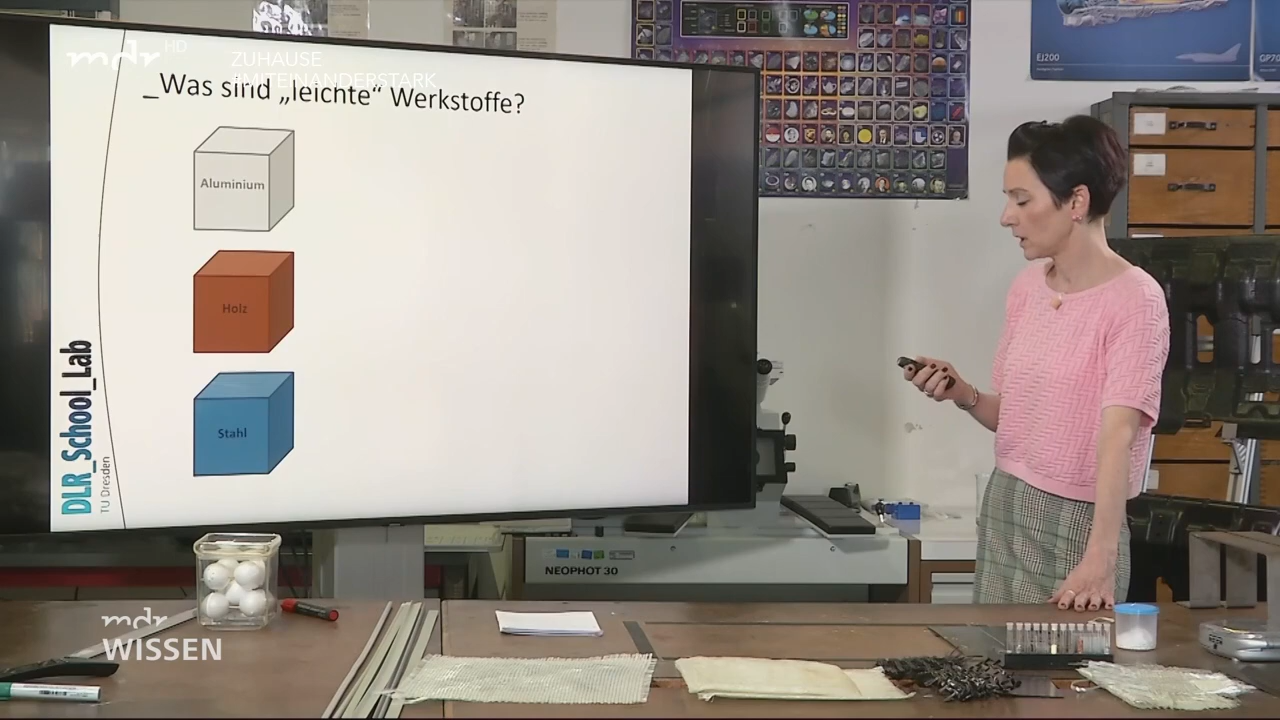 mdr HD
ZUHAUSE
#MITEINANDERSTARK
_Was sind „leichte“ Werkstoffe?
Aluminium
Holz
Stahl
DLR_School_Lab
TU Dresden
EJ200
NEOPHOT 30
mdr
WISSEN